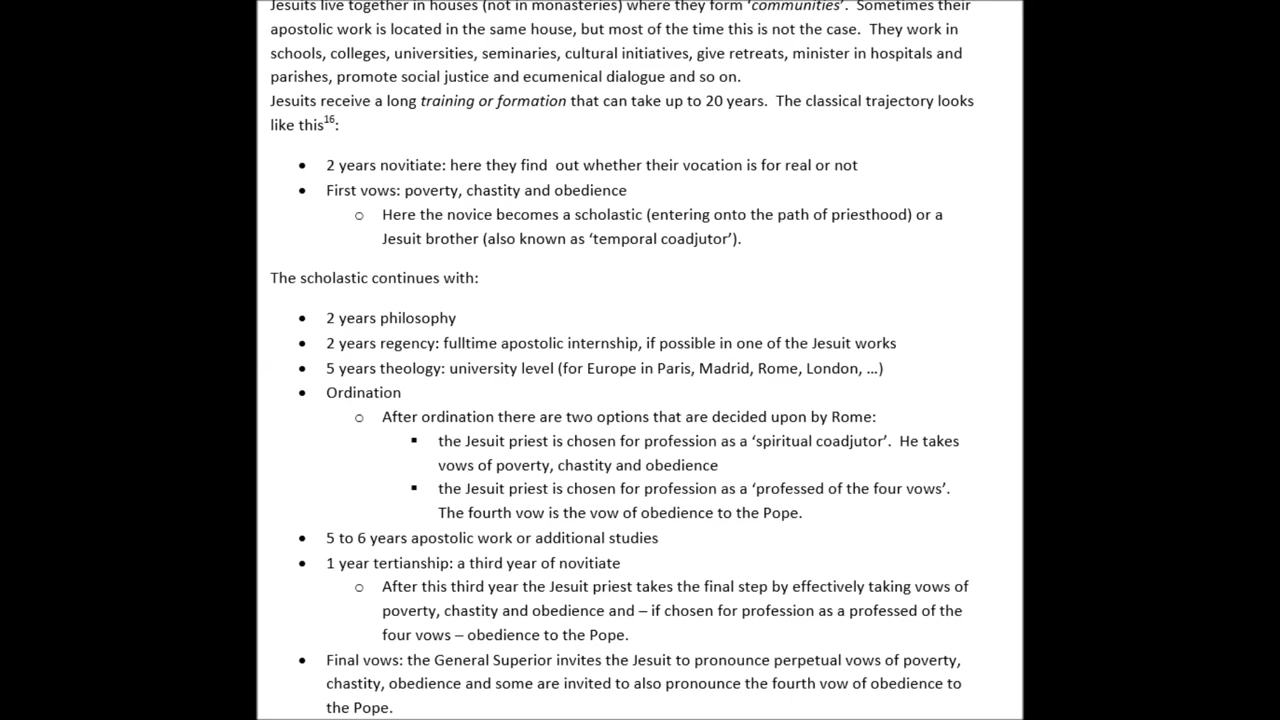 Jesuits live together in houses (not in monasteries) where they form ‘communities’.  Sometimes their
apostolic work is located in the same house, but most of the time this is not the case.  They work in
schools, colleges, universities, seminaries, cultural initiatives, give retreats, minister in hospitals and
parishes, promote social justice and ecumenical dialogue and so on.
Jesuits receive a long training or formation that can take up to 20 years.  The classical trajectory looks
like this16:
• 2 years novitiate: here they find  out whether their vocation is for real or not
• First vows: poverty, chastity and obedience
o Here the novice becomes a scholastic (entering onto the path of priesthood) or a
Jesuit brother (also known as ‘temporal coadjutor’).
The scholastic continues with:
• 2 years philosophy
• 2 years regency: fulltime apostolic internship, if possible in one of the Jesuit works
• 5 years theology: university level (for Europe in Paris, Madrid, Rome, London, …)
• Ordination
o After ordination there are two options that are decided upon by Rome:
▪ the Jesuit priest is chosen for profession as a ‘spiritual coadjutor’.  He takes
vows of poverty, chastity and obedience
▪ the Jesuit priest is chosen for profession as a ‘professed of the four vows’.
The fourth vow is the vow of obedience to the Pope.
• 5 to 6 years apostolic work or additional studies
• 1 year tertianship: a third year of novitiate
o After this third year the Jesuit priest takes the final step by effectively taking vows of
poverty, chastity and obedience and – if chosen for profession as a professed of the
four vows – obedience to the Pope.
• Final vows: the General Superior invites the Jesuit to pronounce perpetual vows of poverty,
chastity, obedience and some are invited to also pronounce the fourth vow of obedience to
the Pope.